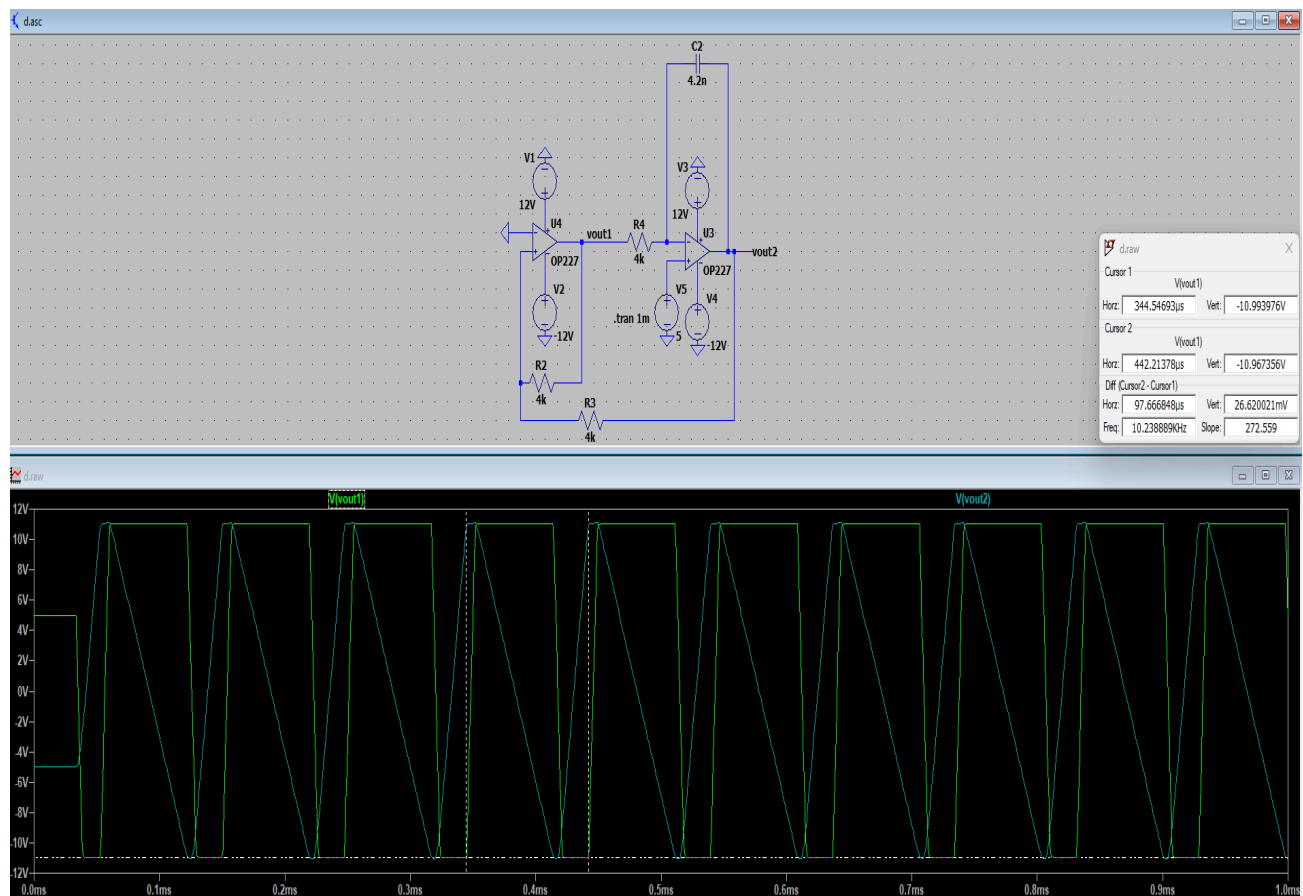 d.asc
C2
4.2n
V1
12V
U4
OP227
vout1
R4
4k
V3
12V
U3
OP227
vout2
V2
-12V
V5
5
V4
-12V
.tran 1m
R2
4k
R3
4k
d.raw
X
Cursor 1
V(vout1)
Horz: 344.54693µs Vert: -10.993976V
Cursor 2
V(vout1)
Horz: 442.21378µs Vert: -10.967356V
Diff (Cursor2 - Cursor1)
Horz: 97.666848µs Vert: 26.620021mV
Freq: 10.238889KHz Slope: 272.559
d.raw
V(vout1) V(vout2)
12V
10V
8V
6V
4V
2V
0V
-2V
-4V
-6V
-8V
-10V
-12V
0.0ms 0.1ms 0.2ms 0.3ms 0.4ms 0.5ms 0.6ms 0.7ms 0.8ms 0.9ms 1.0ms